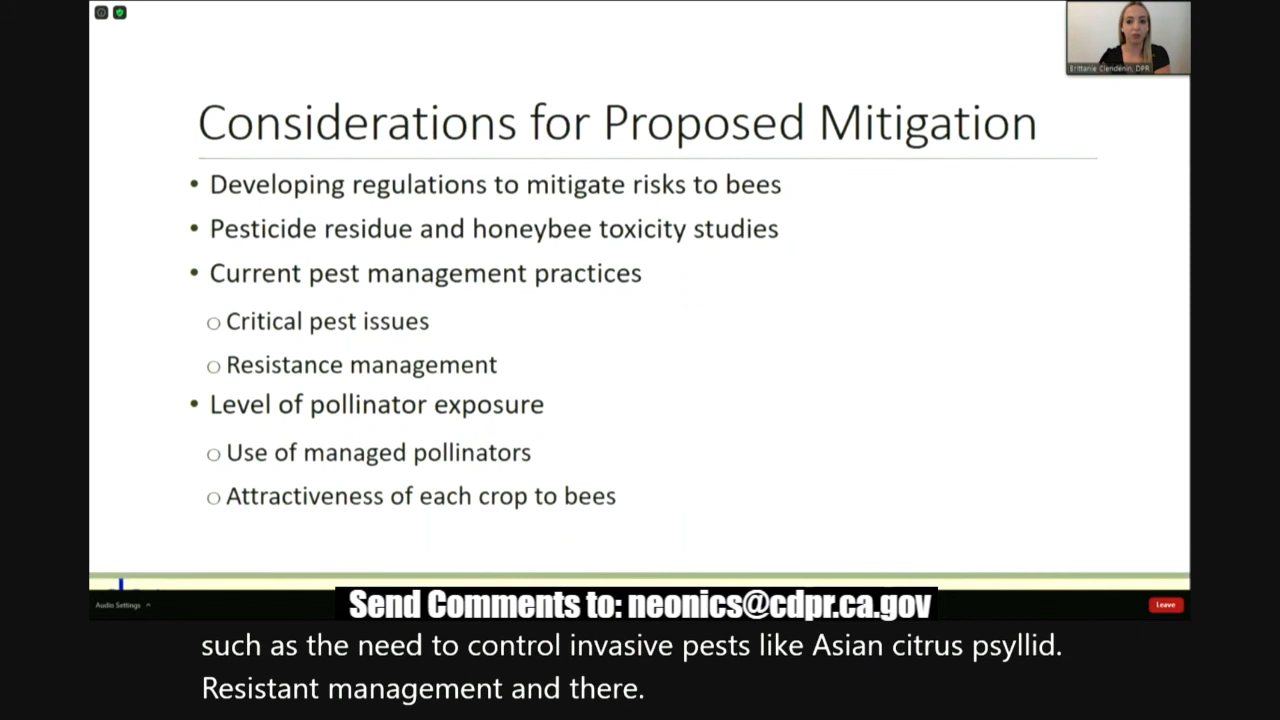 Brittanie Clendenin, DPR
Considerations for Proposed Mitigation
• Developing regulations to mitigate risks to bees
• Pesticide residue and honeybee toxicity studies
• Current pest management practices
o Critical pest issues
o Resistance management
• Level of pollinator exposure
o Use of managed pollinators
o Attractiveness of each crop to bees
Audio Settings
Send Comments to: neonics@cdpr.ca.gov
Leave
such as the need to control invasive pests like Asian citrus psyllid.
Resistant management and there.